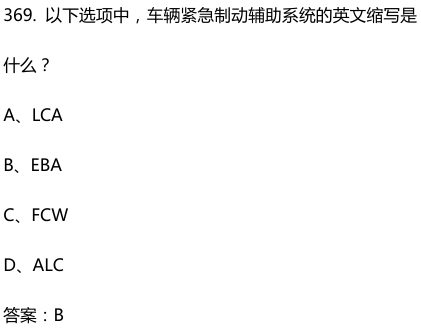 369. 以下选项中，车辆紧急制动辅助系统的英文缩写是
什么？
A、LCA
B、EBA
C、FCW
D、ALC
答案：B